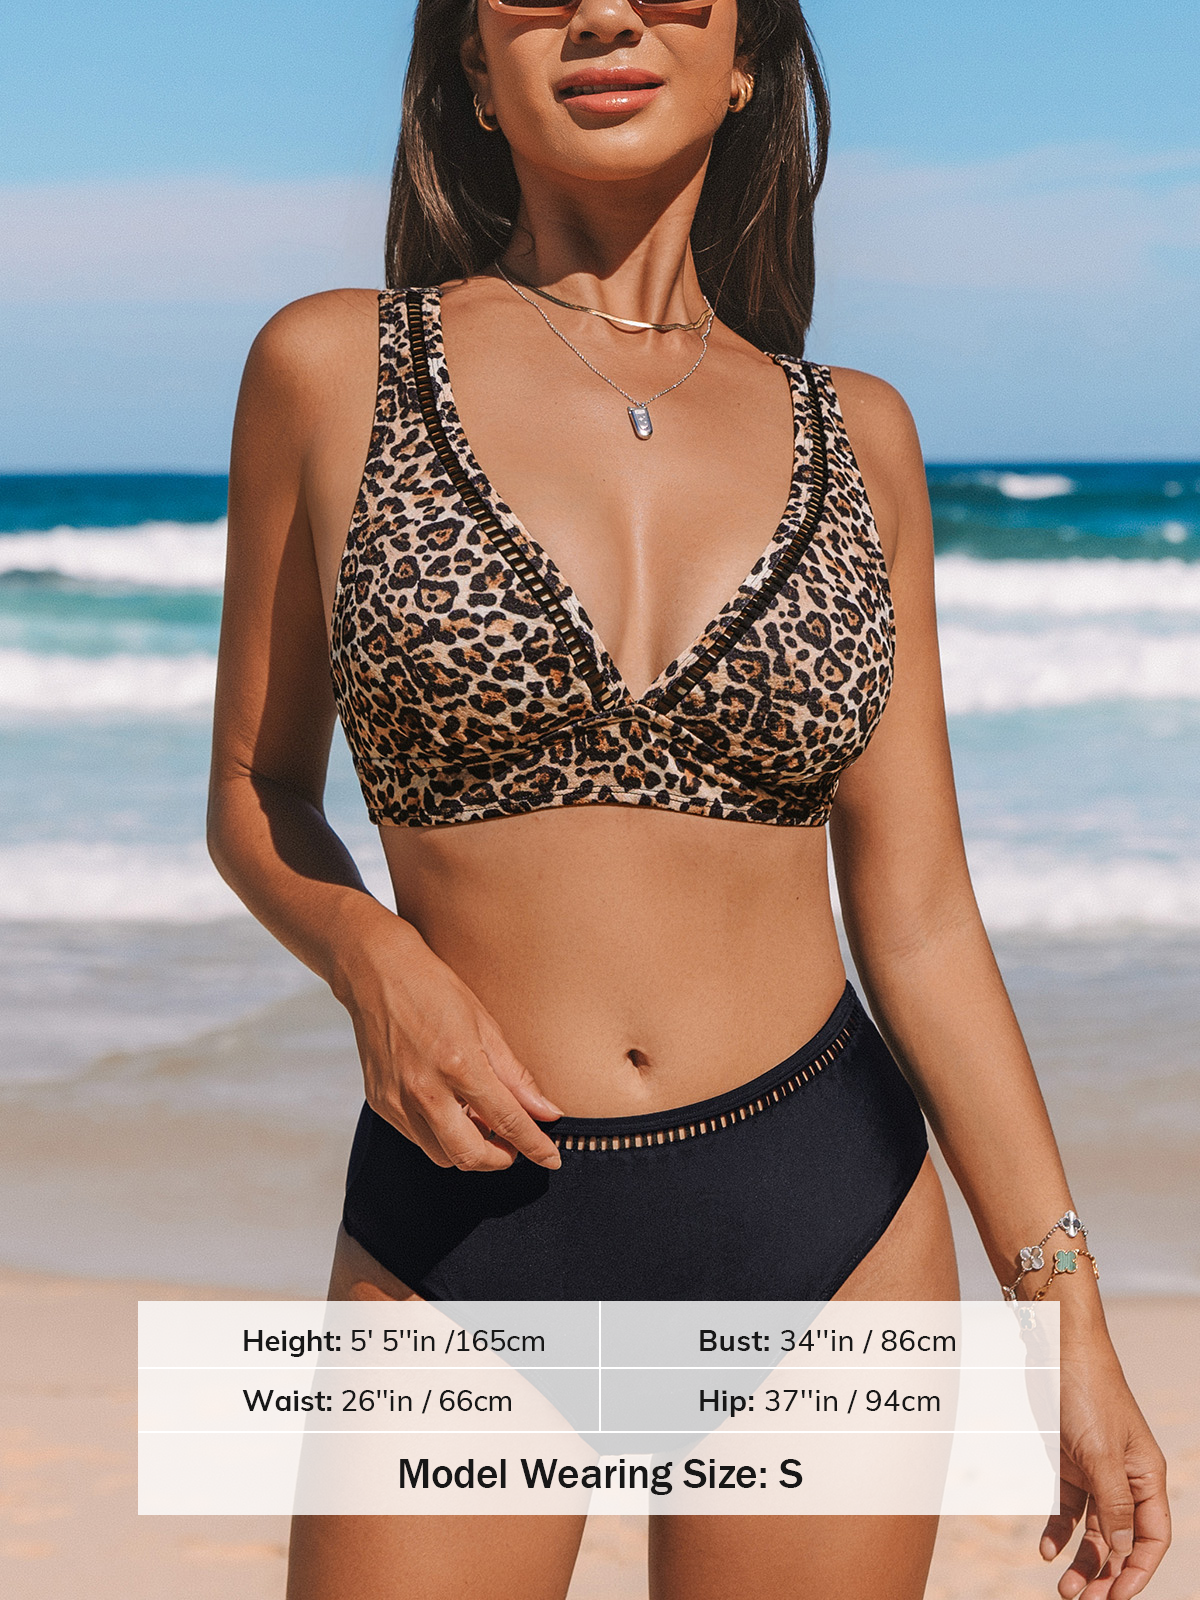 Height: 5' 5''in /165cm
Bust: 34''in / 86cm
Waist: 26''in / 66cm
Hip: 37''in / 94cm
Model Wearing Size: S